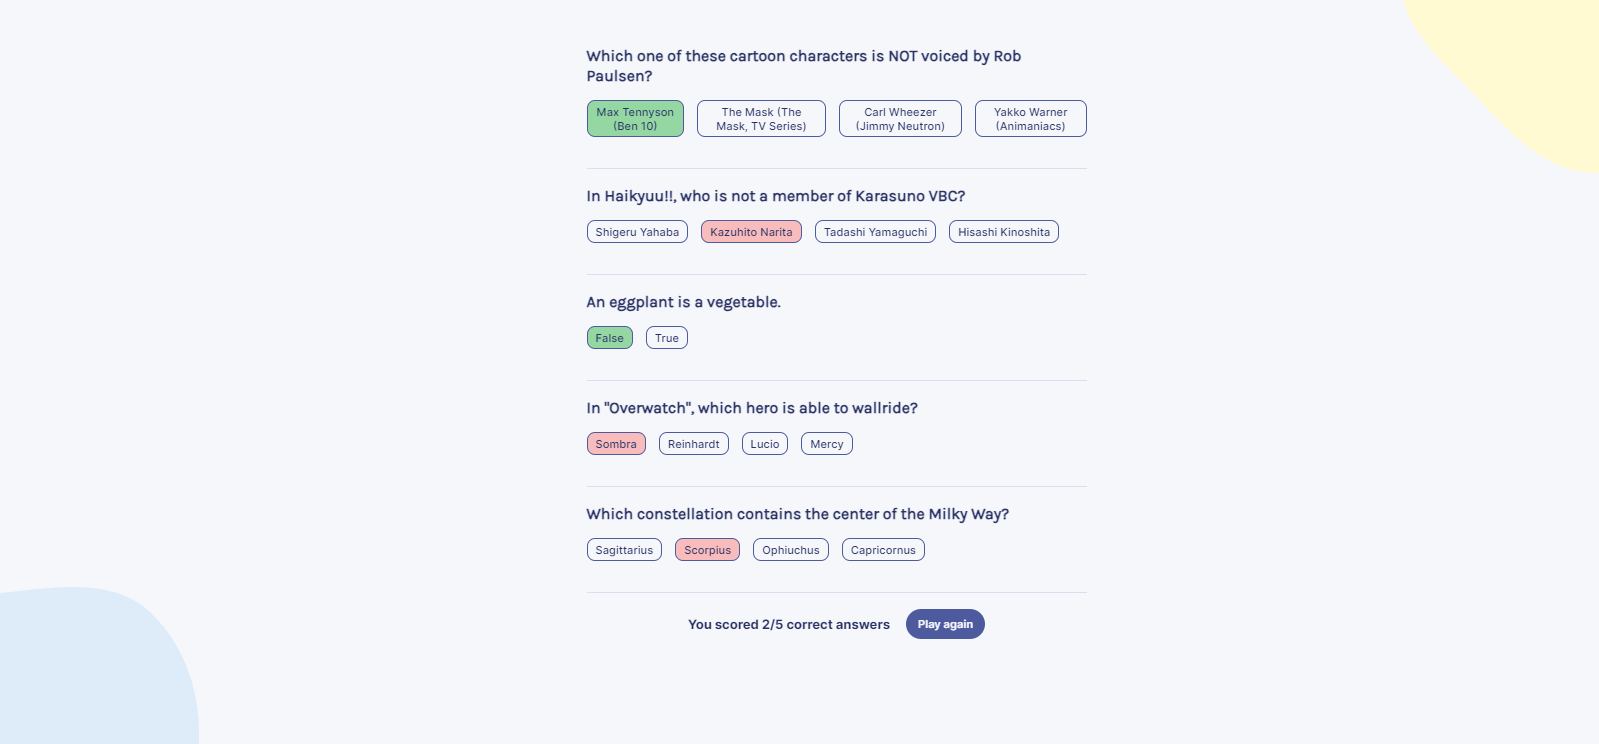 Which one of these cartoon characters is NOT voiced by Rob
Paulsen?
Max Tennyson
(Ben 10)
The Mask (The
Mask, TV Series)
Carl Wheezer
(Jimmy Neutron)
Yakko Warner
(Animaniacs)
In Haikyuu!!, who is not a member of Karasuno VBC?
Shigeru Yahaba
Kazuhito Narita
Tadashi Yamaguchi
Hisashi Kinoshita
An eggplant is a vegetable.
False
True
In "Overwatch", which hero is able to wallride?
Sombra
Reinhardt
Lucio
Mercy
Which constellation contains the center of the Milky Way?
Sagittarius
Scorpius
Ophiuchus
Capricornus
You scored 2/5 correct answers
Play again